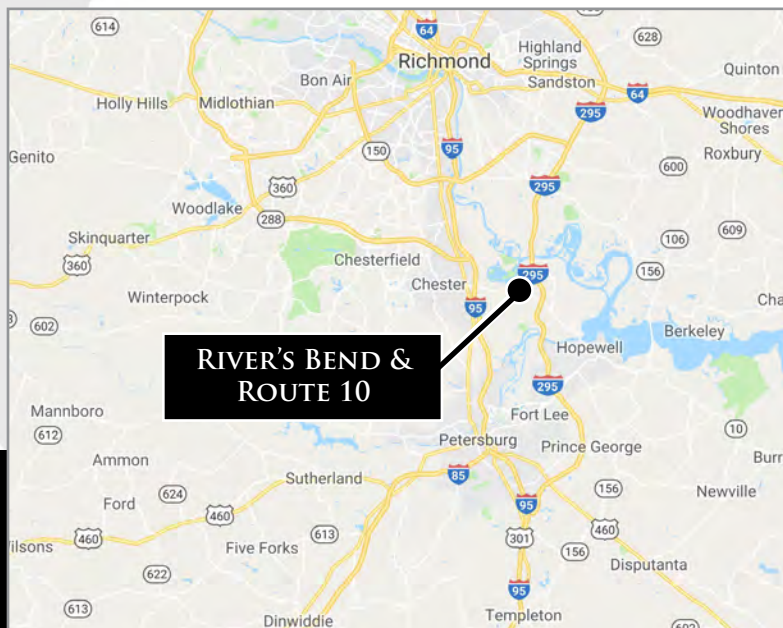 614
64
Richmond
Highland
Springs
628
Quinton
Bon Air
Sandston
64
Holly Hills
Midlothian
295
Woodhaven
Shores
95
150
Genito
Roxbury
600
360
295
Woodlake
288
609
Skinquarter
106
360
Chesterfield
295
156
Chester
Winterpock
95
602
Berkeley
RIVER'S BEND &
ROUTE 10
Hopewell
295
Mannboro
Fort Lee
10
612
Petersburg
Prince George
Ammon
85
Sutherland
156
Newville
624
95
Ford
460
301
460
460
613
Five Forks
156
Disputanta
622
95
613
Dinwiddie
Templeton